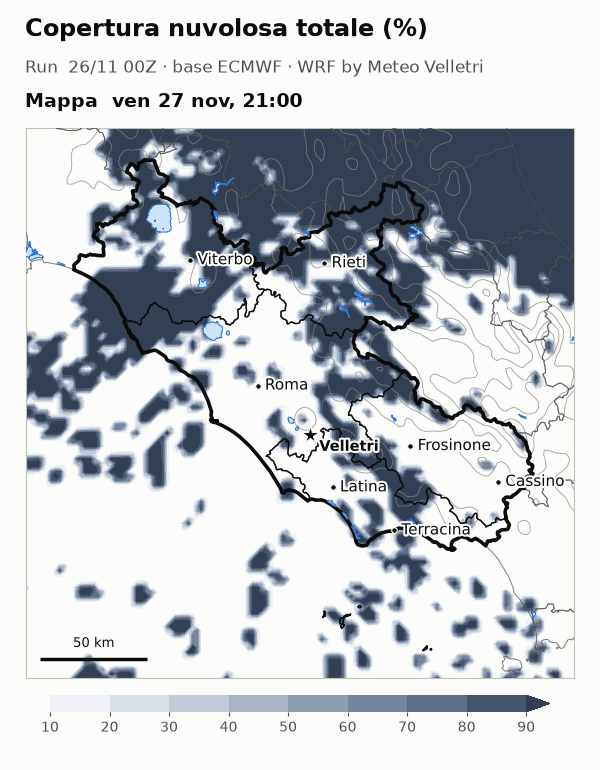 Copertura nuvolosa totale (%)
Run  26/11 00Z · base ECMWF · WRF by Meteo Velletri
Mappa  ven 27 nov, 21:00
Viterbo
Rieti
Roma
Velletri
Frosinone
Latina
Cassino
Terracina
50 km
10 20 30 40 50 60 70 80 90